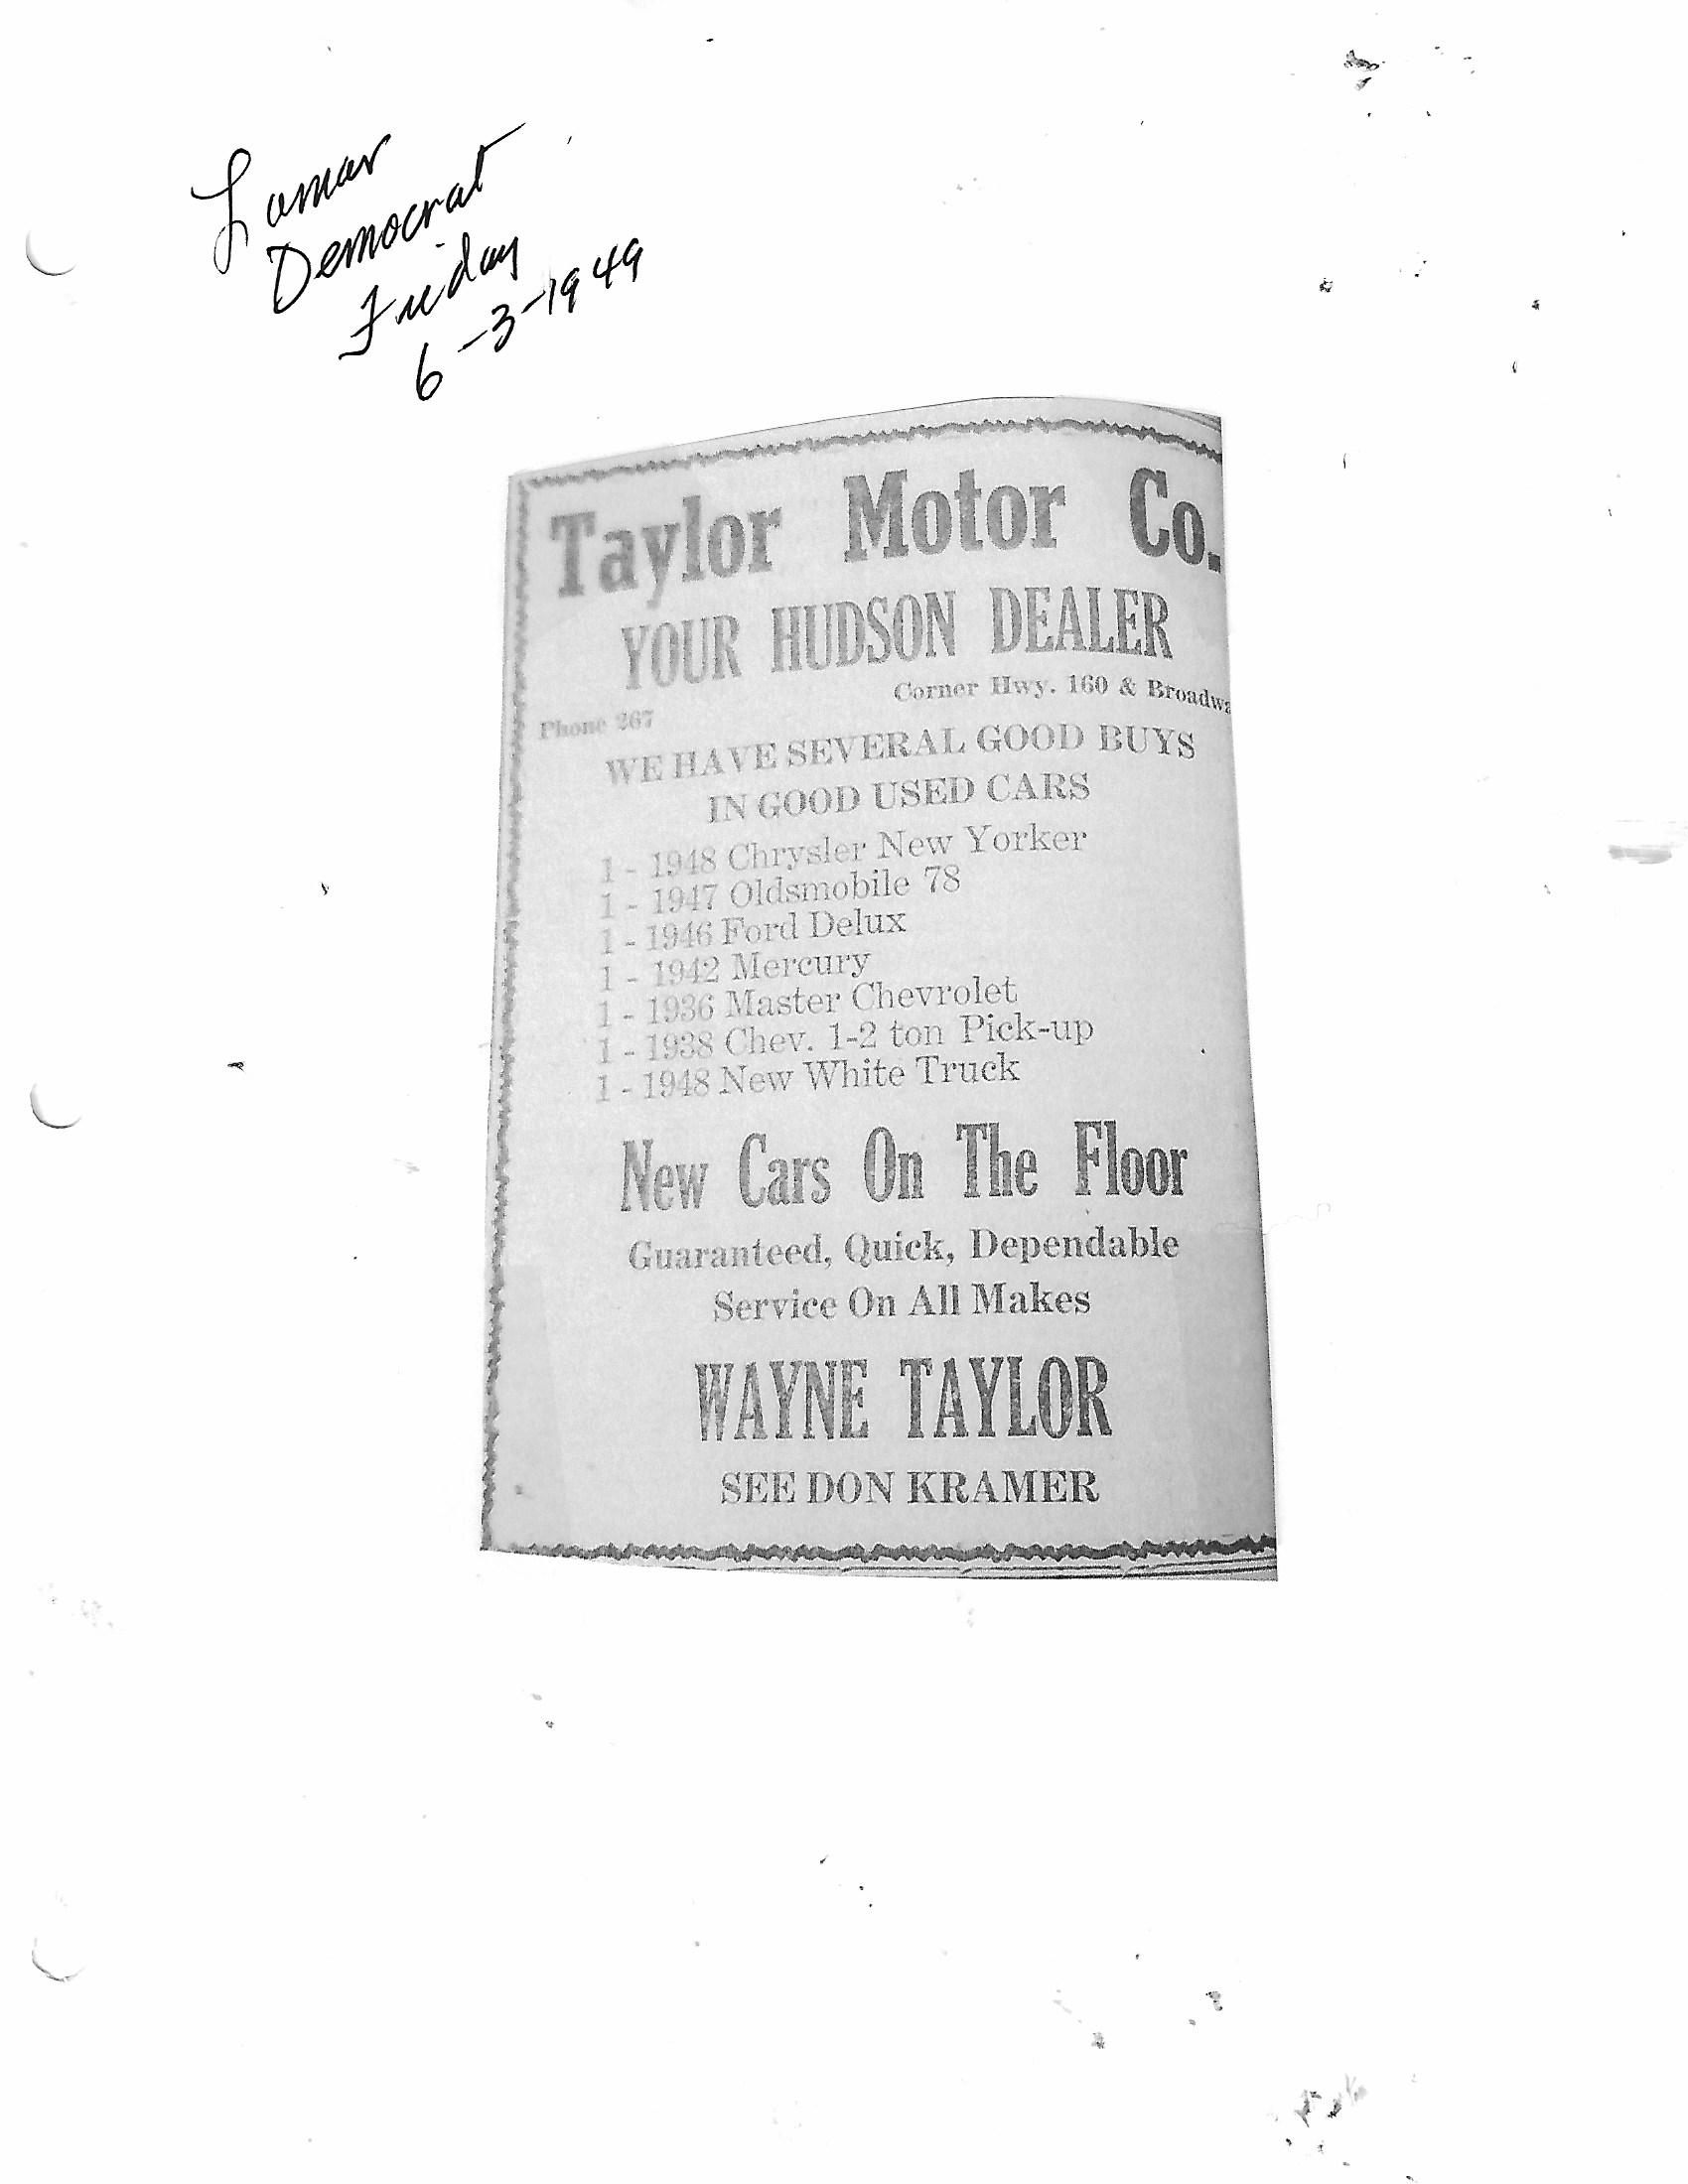 Lamar
Democrat
Friday
6-3-1949
Taylor Motor Co.
YOUR HUDSON DEALER
Phone 267 Corner Hwy. 160 & Broadwa
WE HAVE SEVERAL GOOD BUYS
IN GOOD USED CARS
1 - 1948 Chrysler New Yorker
1 - 1947 Oldsmobile 78
1 - 1946 Ford Delux
1 - 1942 Mercury
1 - 1936 Master Chevrolet
1 - 1938 Chev. 1-2 ton Pick-up
1 - 1948 New White Truck
New Cars On The Floor
Guaranteed, Quick, Dependable
Service On All Makes
WAYNE TAYLOR
SEE DON KRAMER